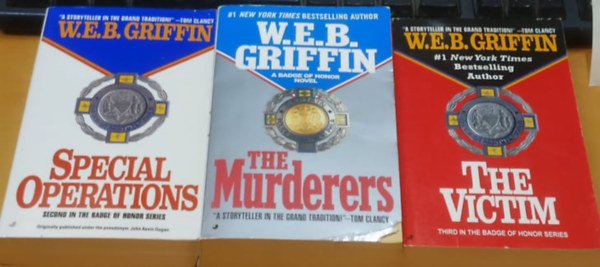 "A STORYTELLER IN THE GRAND TRADITION!"–TOM CLANCY
W.E.B. GRIFFIN
SPECIAL
OPERATIONS
SECOND IN THE BADGE OF HONOR SERIES
Originally published under the pseudonym John Kevin Dugan
#1 NEW YORK TIMES BESTSELLING AUTHOR
W.E.B.
GRIFFIN
A BADGE OF HONOR
NOVEL
THE
Murderers
"A STORYTELLER IN THE GRAND TRADITION!"–TOM CLANCY
"A STORYTELLER IN THE GRAND TRADITION!"–TOM CLANCY
W.E.B. GRIFFIN
#1 New York Times
Bestselling
Author
THE
VICTIM
THIRD IN THE BADGE OF HONOR SERIES